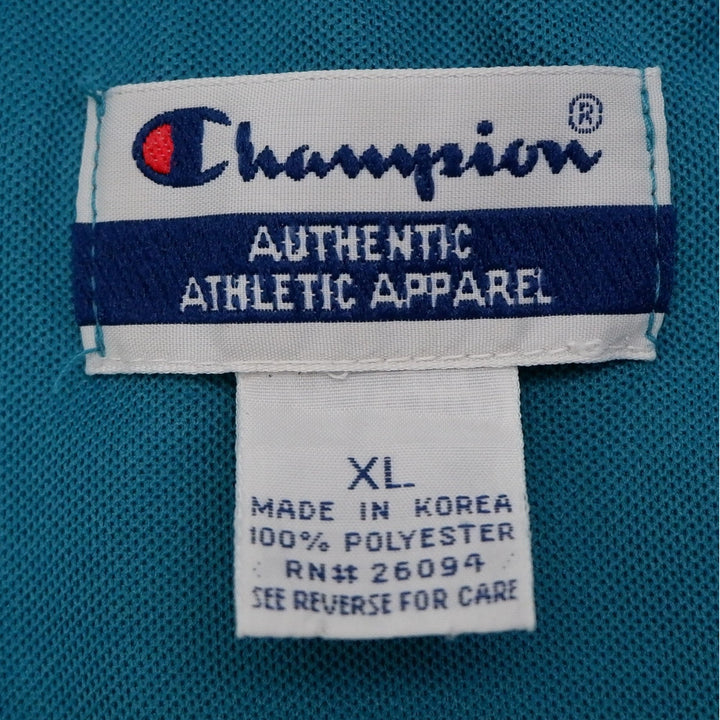 Champion®
AUTHENTIC
ATHLETIC APPAREL
XL
MADE IN KOREA
100% POLYESTER
RN# 26094
SEE REVERSE FOR CARE